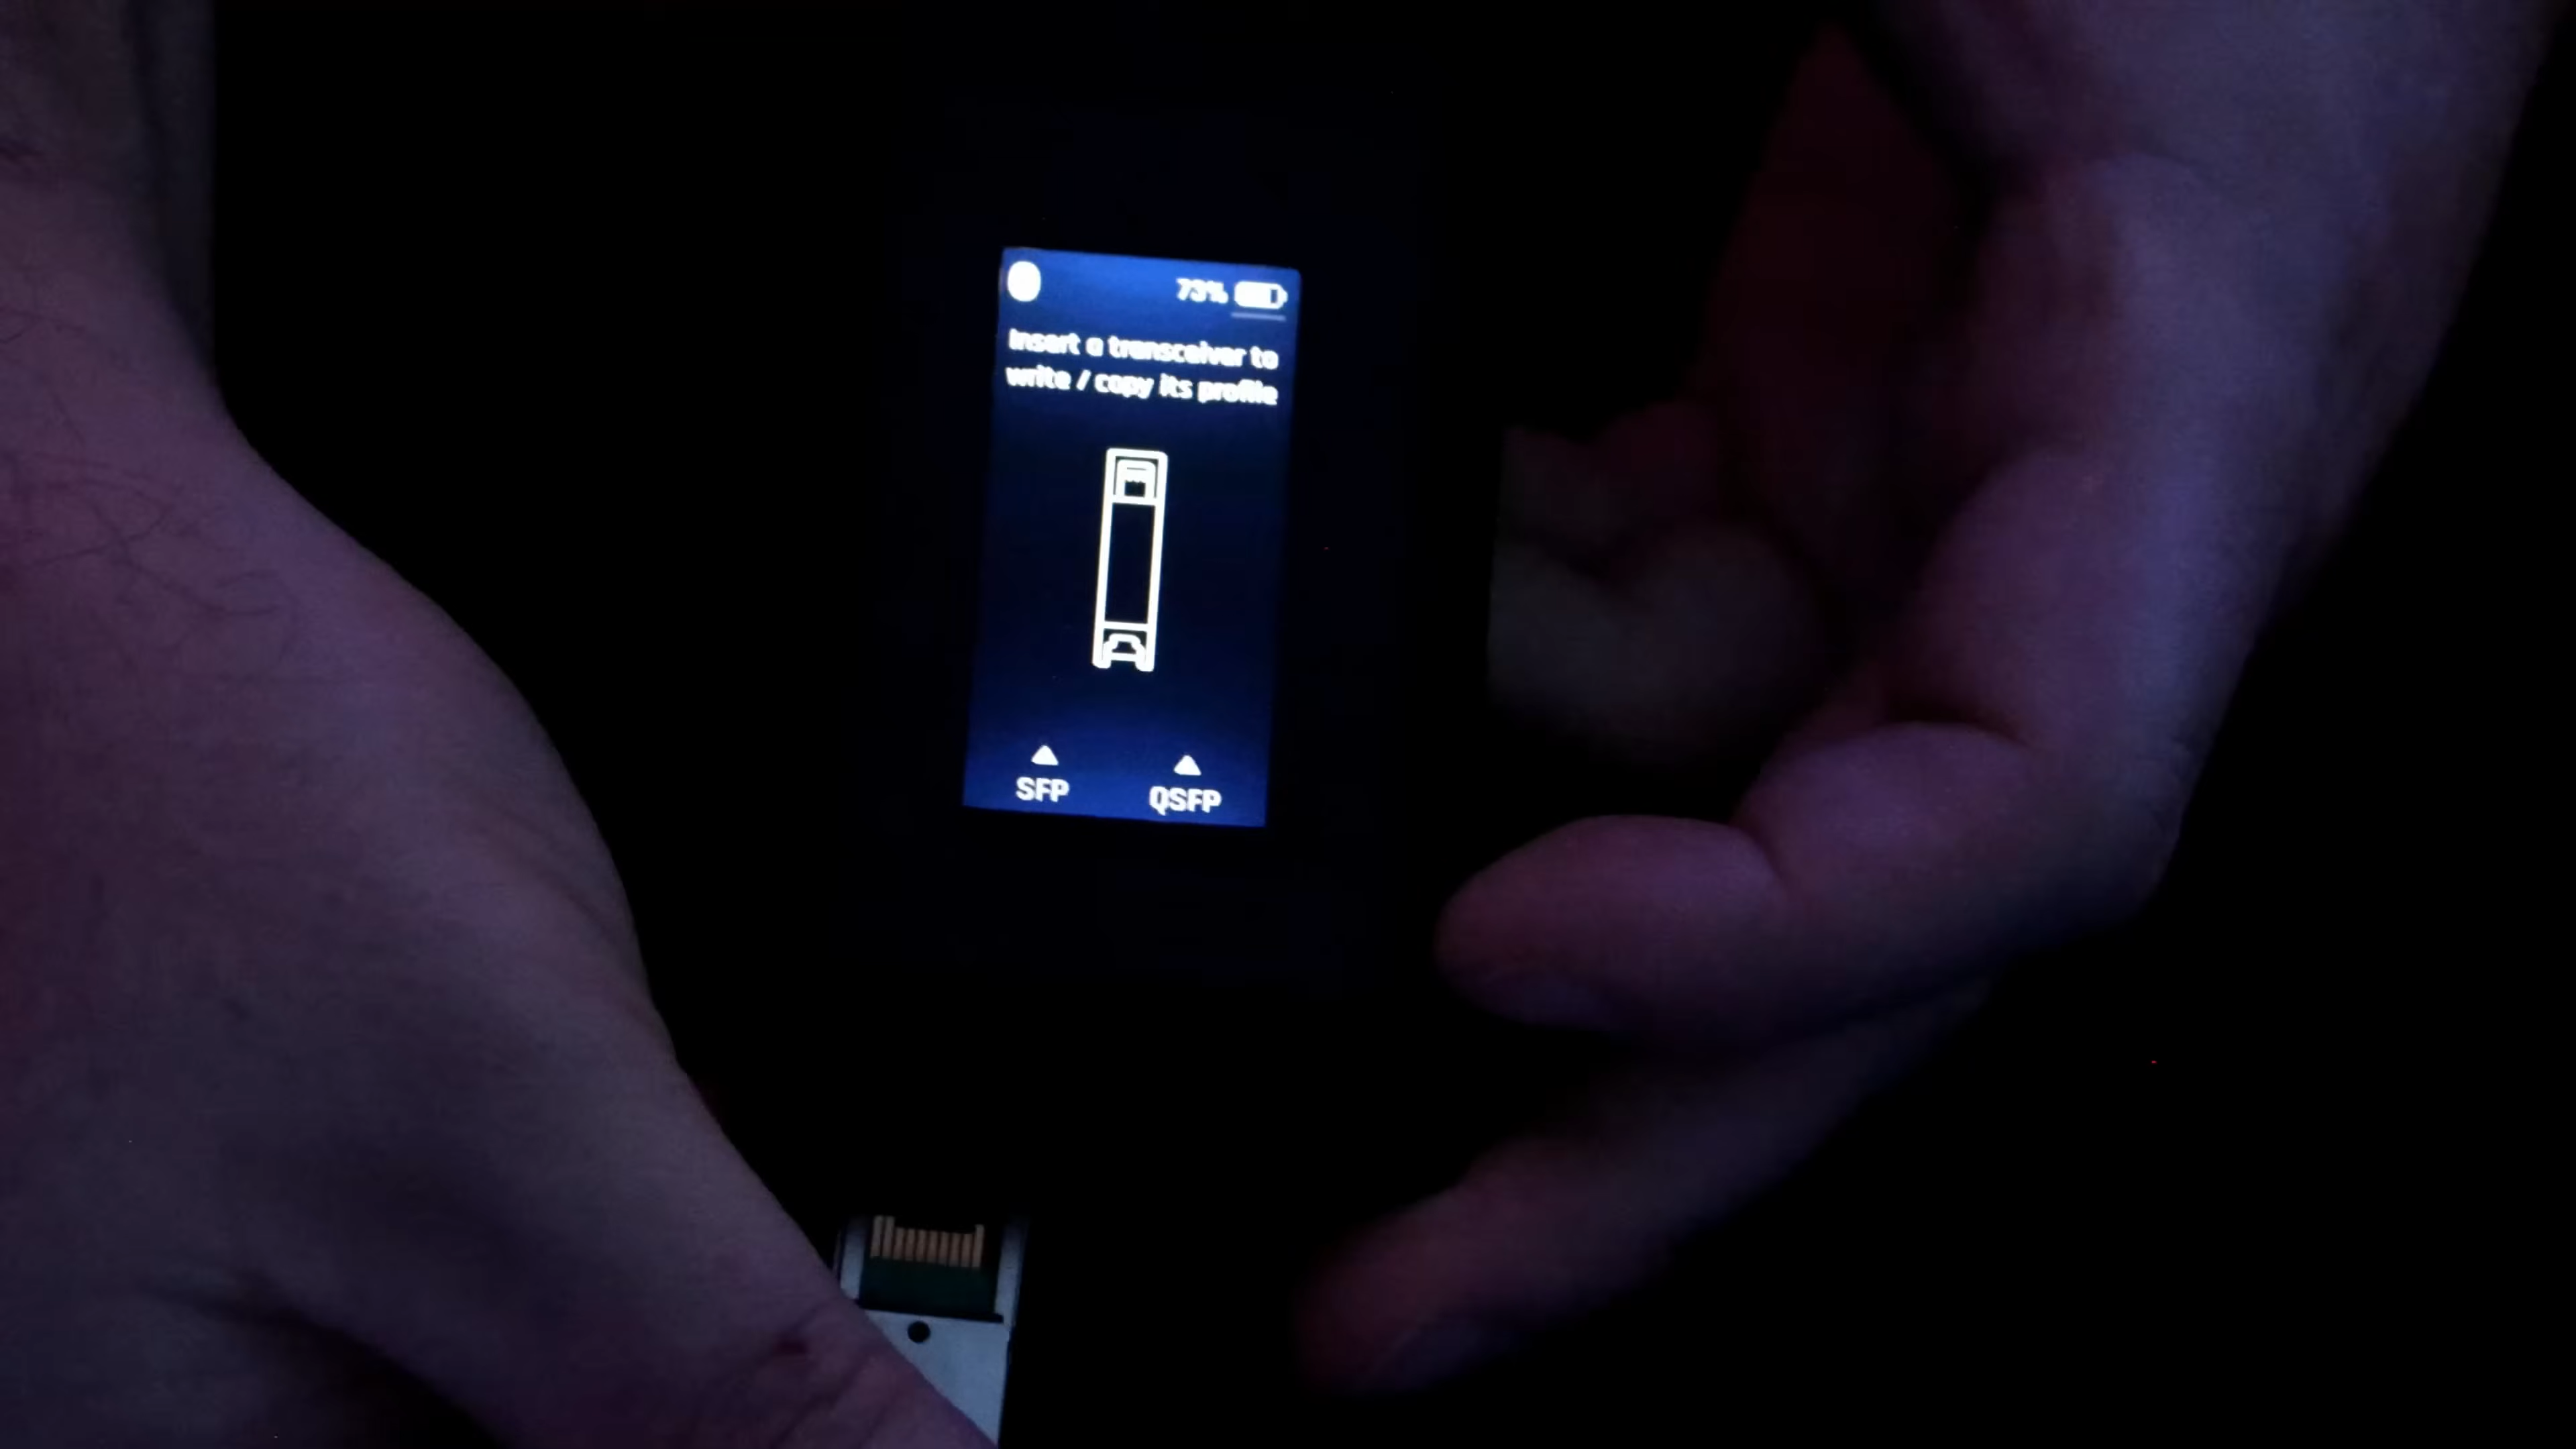 73%
Insert a transceiver to
write / copy its profile
SFP
QSFP